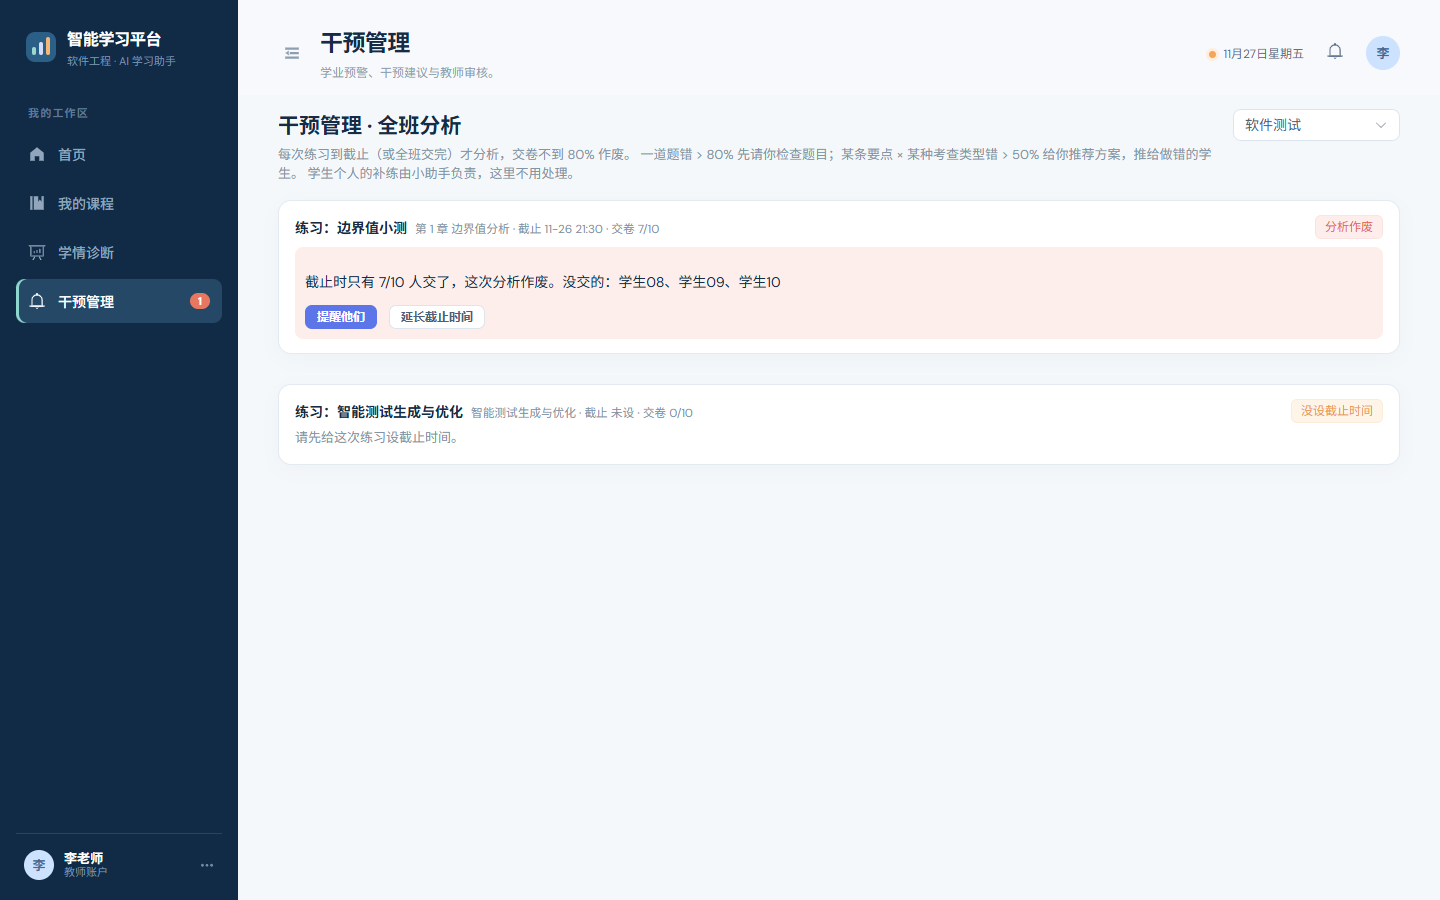 智能学习平台
软件工程 · AI 学习助手
我的工作区
首页
我的课程
学情诊断
干预管理
1
李
李老师
教师账户
干预管理
学业预警、干预建议与教师审核。
11月27日星期五
李
干预管理 · 全班分析
软件测试
每次练习到截止（或全班交完）才分析，交卷不到 80% 作废。 一道题错 > 80% 先请你检查题目；某条要点 × 某种考查类型错 > 50% 给你推荐方案，推给做错的学
生。 学生个人的补练由小助手负责，这里不用处理。
练习：边界值小测 第 1 章 边界值分析 · 截止 11-26 21:30 · 交卷 7/10
分析作废
截止时只有 7/10 人交了，这次分析作废。没交的：学生08、学生09、学生10
提醒他们
延长截止时间
练习：智能测试生成与优化 智能测试生成与优化 · 截止 未设 · 交卷 0/10
没设截止时间
请先给这次练习设截止时间。